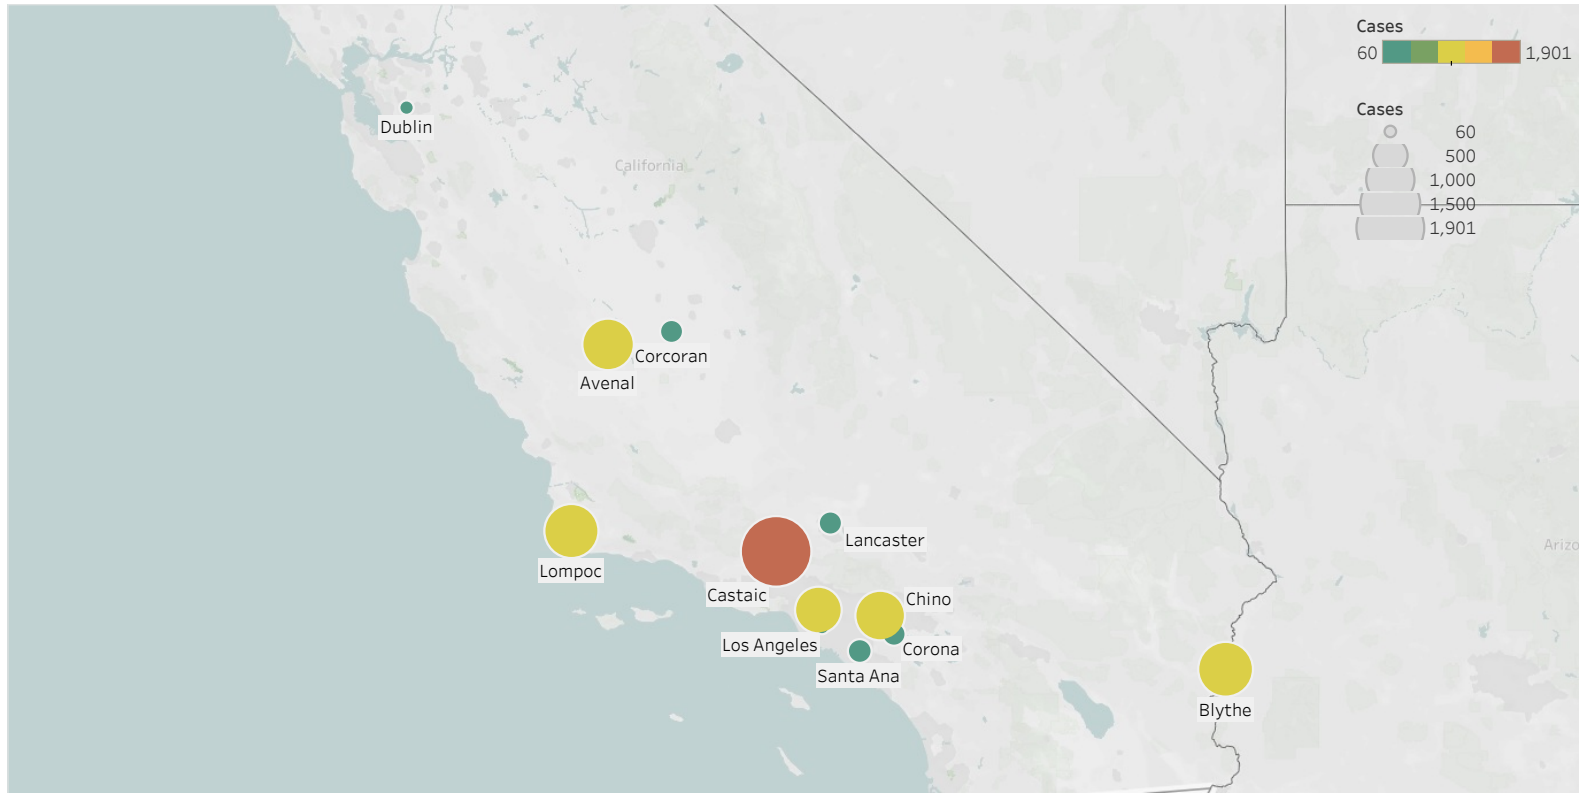 Cases
60 1,901
Cases
60
500
1,000
1,500
1,901
Dublin
California
Corcoran
Avenal
Lancaster
Lompoc
Castaic
Chino
Los Angeles
Corona
Santa Ana
Blythe
Arizo